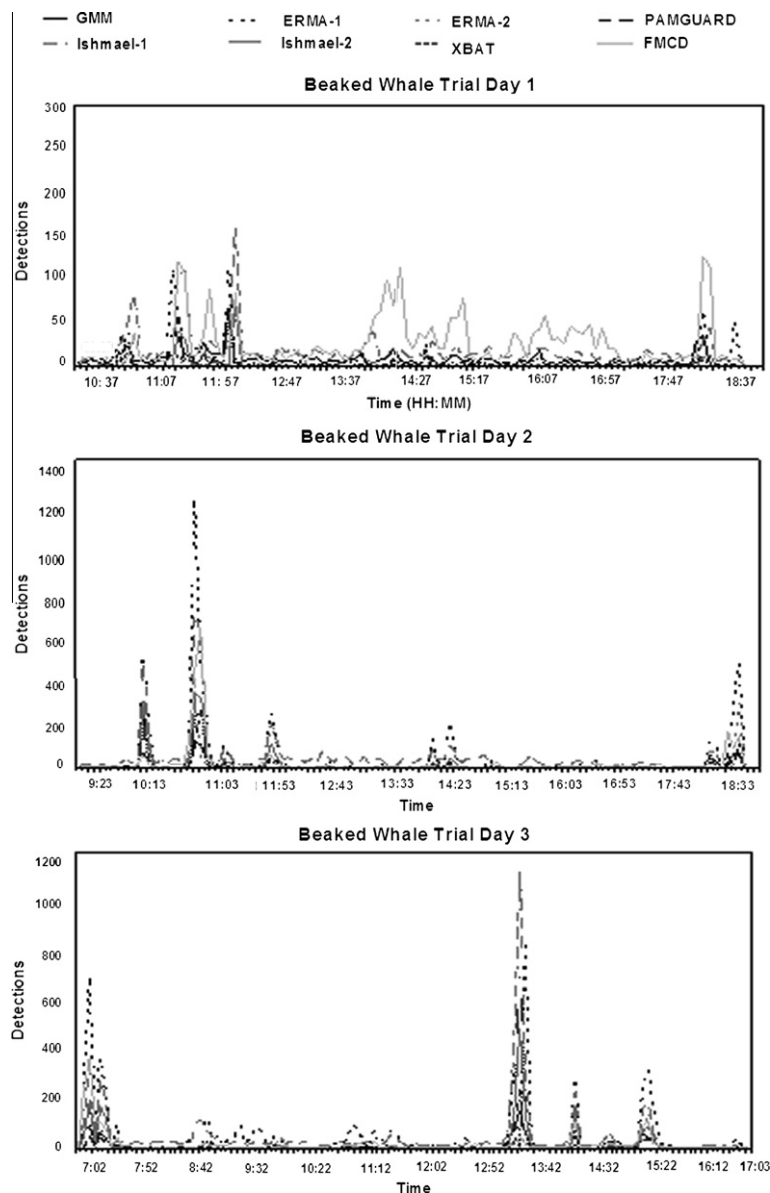 GMM ERMA-1 ERMA-2 PAMGUARD
Ishmael-1 Ishmael-2 XBAT FMCD
Beaked Whale Trial Day 1
300
250
200
150
100
50
0
Detections
10:37 11:07 11:57 12:47 13:37 14:27 15:17 16:07 16:57 17:47 18:37
Time (HH:MM)
Beaked Whale Trial Day 2
1400
1200
1000
800
600
400
200
0
Detections
9:23 10:13 11:03 11:53 12:43 13:33 14:23 15:13 16:03 16:53 17:43 18:33
Time
Beaked Whale Trial Day 3
1200
1000
800
600
400
200
0
Detections
7:02 7:52 8:42 9:32 10:22 11:12 12:02 12:52 13:42 14:32 15:22 16:12 17:03
Time